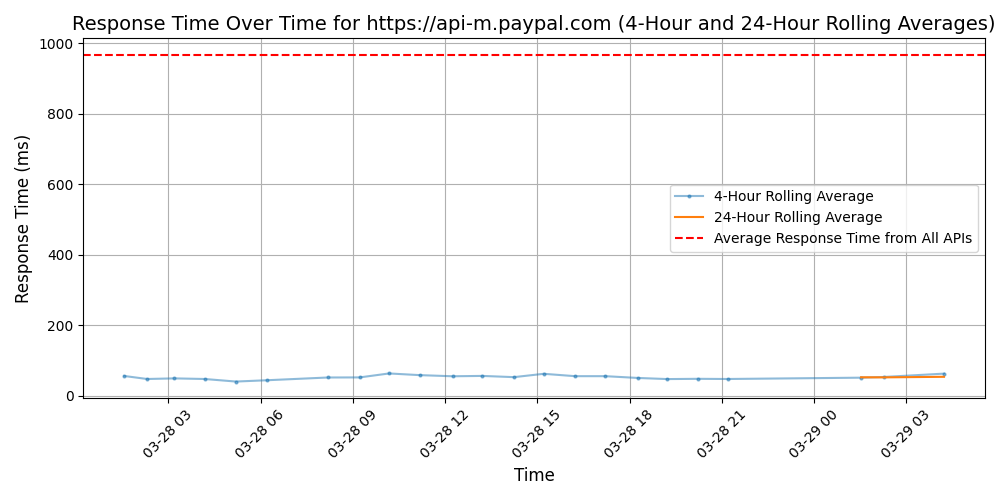 Response Time Over Time for https://api-m.paypal.com (4-Hour and 24-Hour Rolling Averages)
Response Time (ms)
1000
800
600
400
200
0
4-Hour Rolling Average
24-Hour Rolling Average
Average Response Time from All APIs
03-28 03
03-28 06
03-28 09
03-28 12
03-28 15
03-28 18
03-28 21
03-29 00
03-29 03
Time